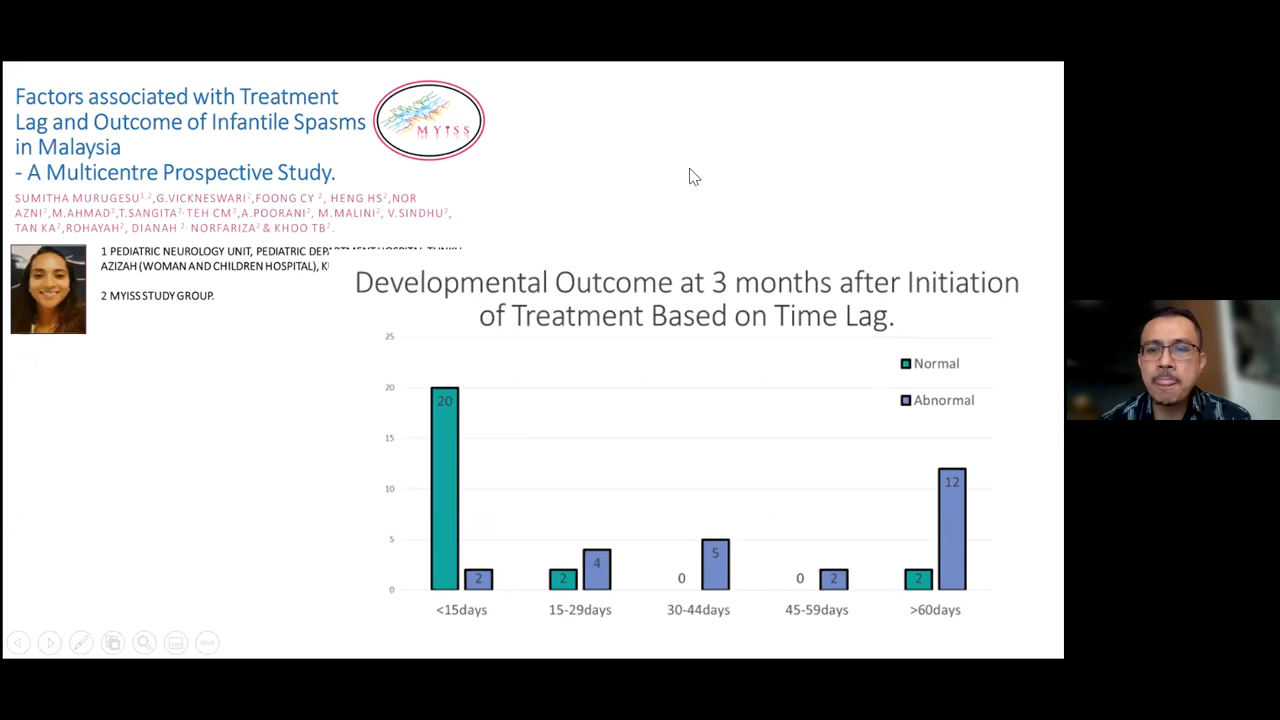 Factors associated with Treatment
Lag and Outcome of Infantile Spasms
in Malaysia
- A Multicentre Prospective Study.
MYiSS
SUMITHA MURUGESU1,2,G.VICKNESWARI2,FOONG CY 2, HENG HS2,NOR
AZNI2,M.AHMAD2,T.SANGITA2, TEH CM2,A.POORANI2, M.MALINI2, V.SINDHU2,
TAN KA2,ROHAYAH2, DIANAH 2, NORFARIZA2 & KHOO TB2.
1 PEDIATRIC NEUROLOGY UNIT, PEDIATRIC DEPARTMENT HOSPITAL TUNKU
AZIZAH (WOMAN AND CHILDREN HOSPITAL),
2 MYISS STUDY GROUP.
Developmental Outcome at 3 months after Initiation
of Treatment Based on Time Lag.
25
20
15
10
5
0
Normal
Abnormal
20
2
2
4
0
5
0
2
2
12
<15days
15-29days
30-44days
45-59days
>60days